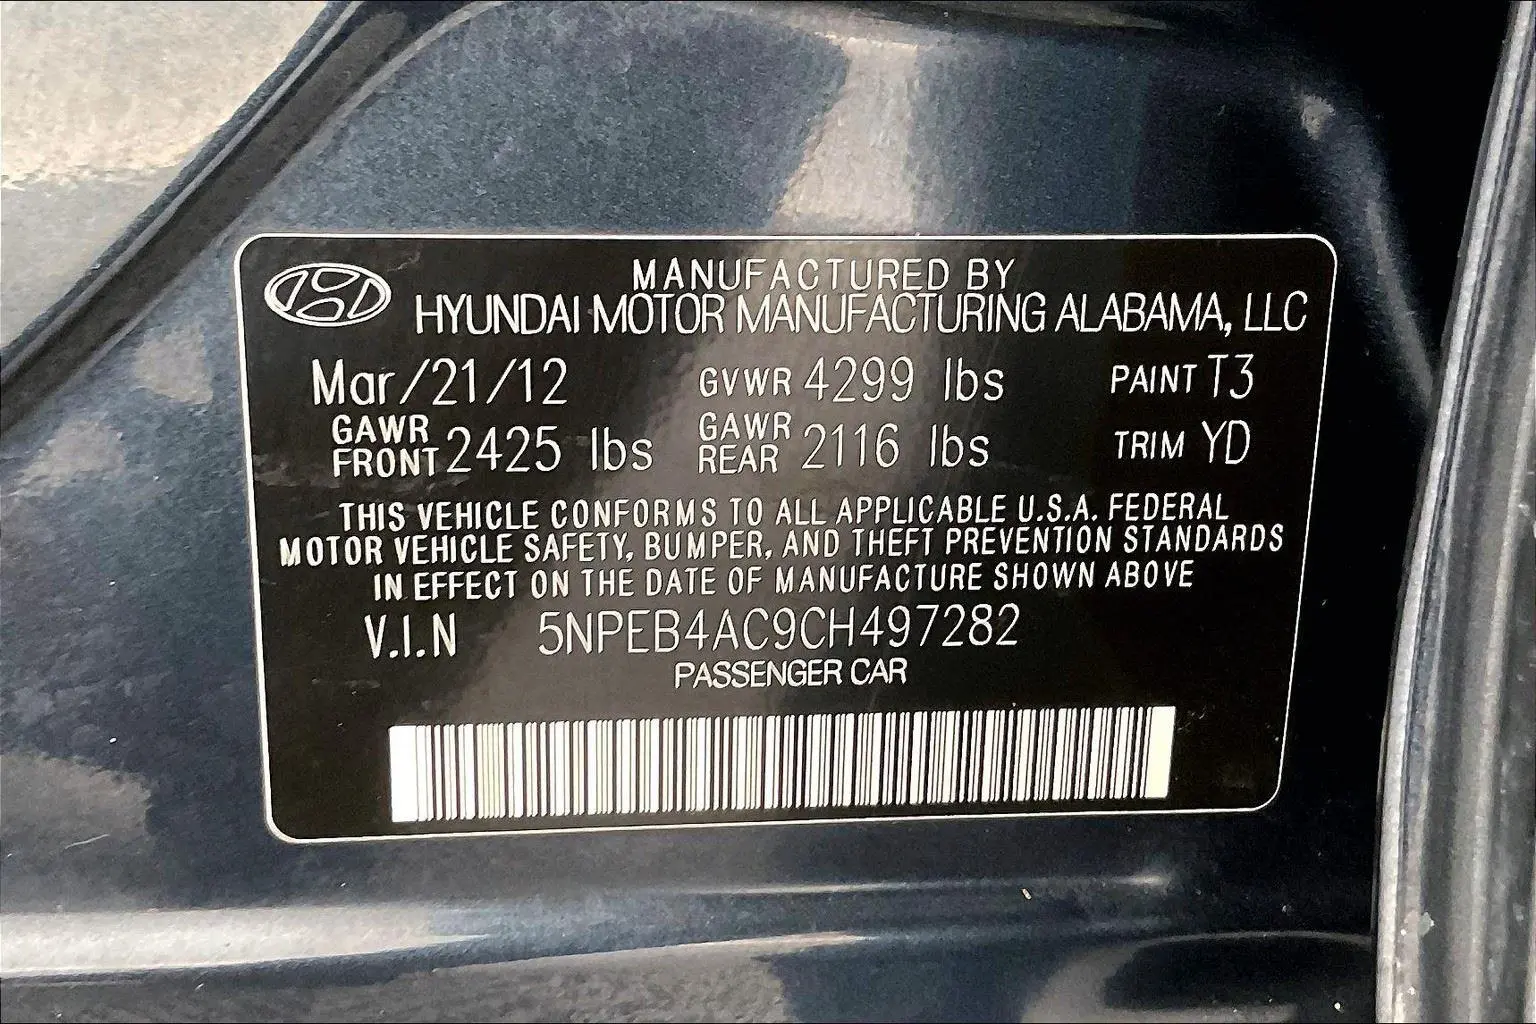 MANUFACTURED BY
HYUNDAI MOTOR MANUFACTURING ALABAMA, LLC
Mar/21/12 GVWR 4299 lbs PAINT T3
GAWR FRONT 2425 lbs GAWR REAR 2116 lbs TRIM YD
THIS VEHICLE CONFORMS TO ALL APPLICABLE U.S.A. FEDERAL
MOTOR VEHICLE SAFETY, BUMPER, AND THEFT PREVENTION STANDARDS
IN EFFECT ON THE DATE OF MANUFACTURE SHOWN ABOVE
V.I.N 5NPEB4AC9CH497282
PASSENGER CAR